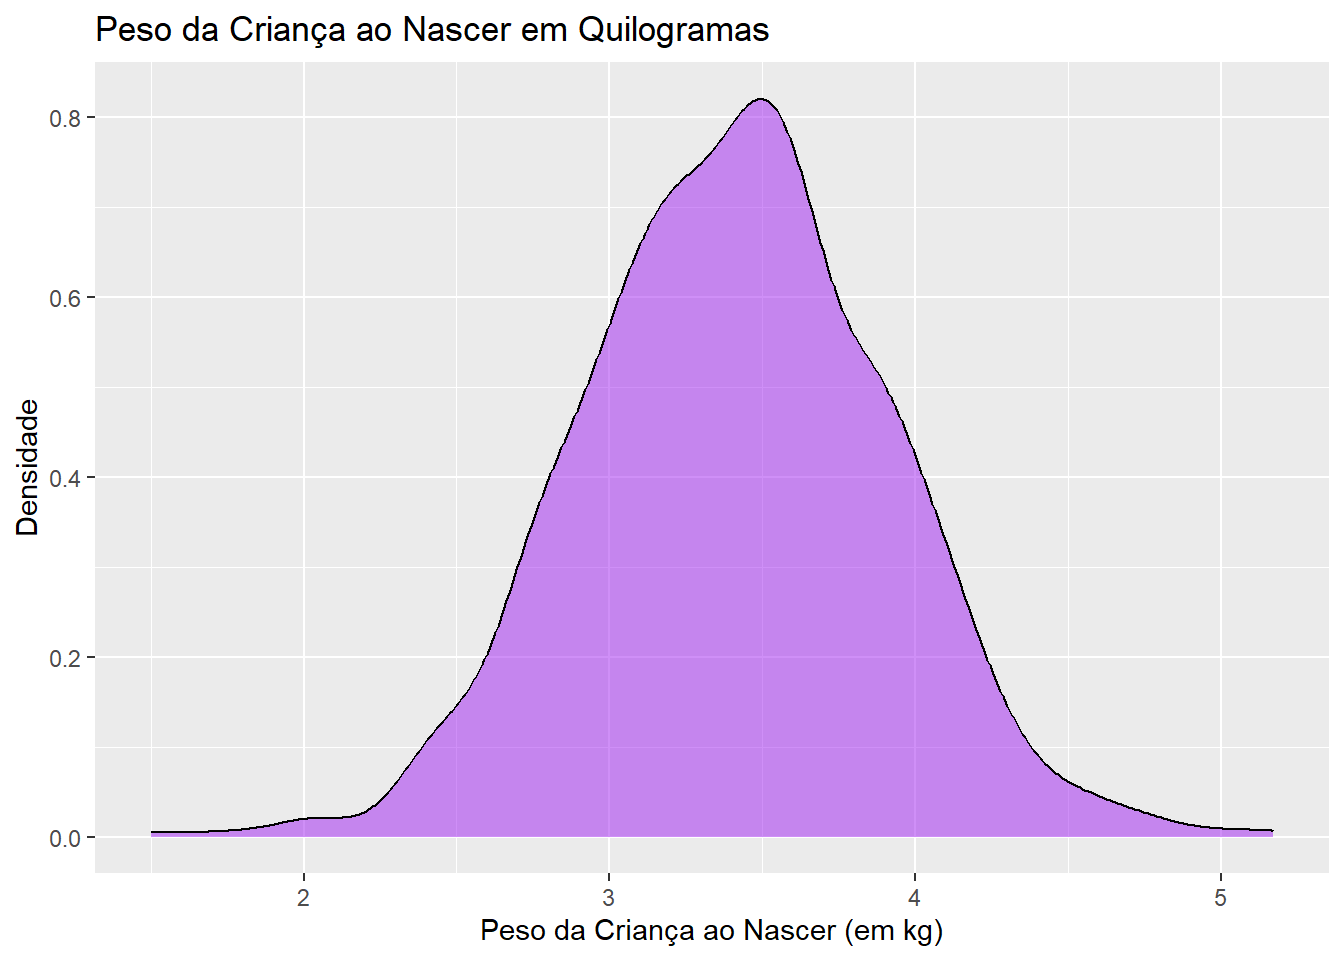 Peso da Criança ao Nascer em Quilogramas
0.8
0.6
0.4
0.2
0.0
Densidade
2 3 4 5
Peso da Criança ao Nascer (em kg)